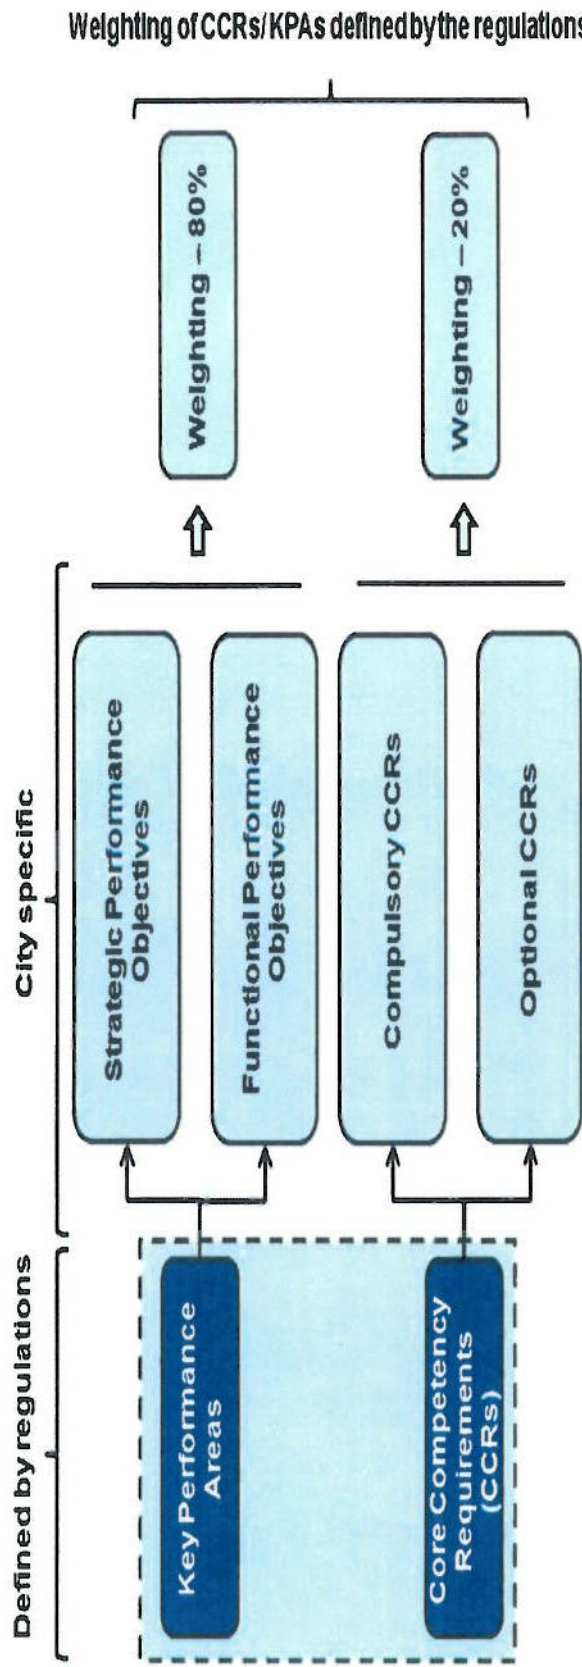 Defined by regulations
City specific
Weighting of CCRs/KPAs defined by the regulations
Key Performance
Areas
Core Competency
Requirements
(CCRs)
Strategic Performance
Objectives
Functional Performance
Objectives
Compulsory CCRs
Optional CCRs
Weighting – 80%
Weighting – 20%